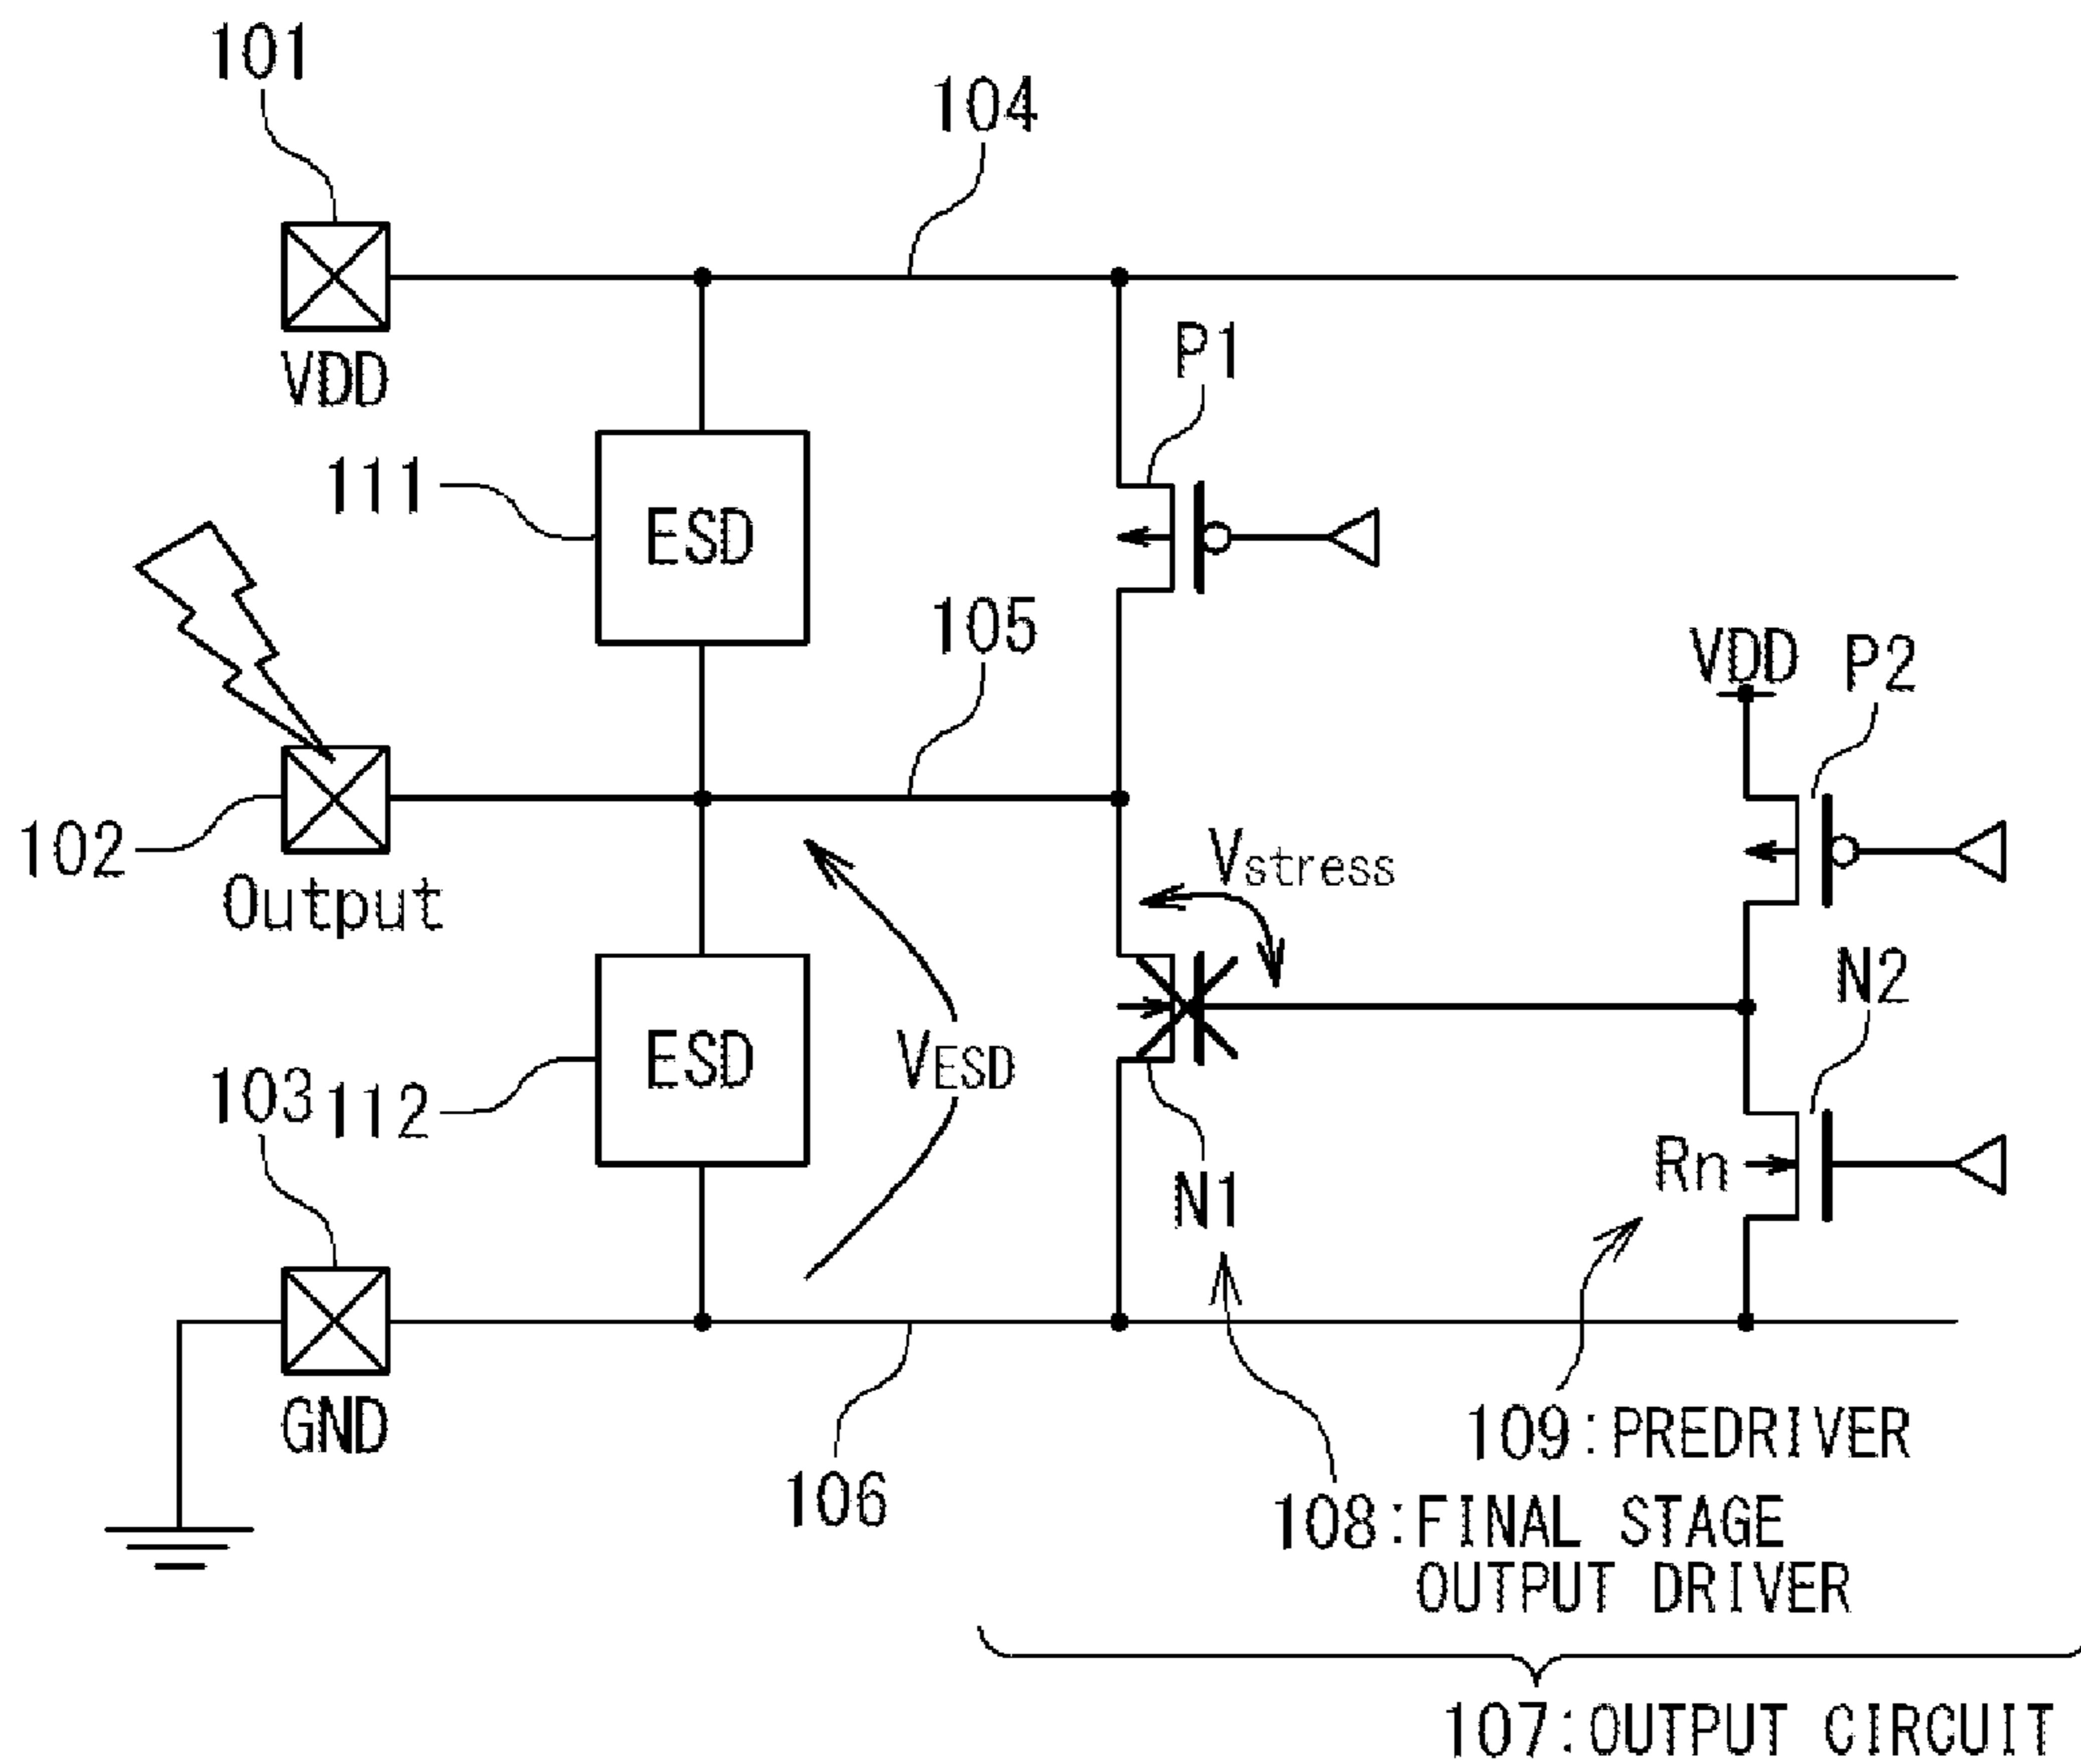 101
104
VDD
P1
111
ESD
105
VDD
P2
102
Output
Vstress
N2
ESD
VESD
103
112
Rn
N1
GND
106
109:PREDRIVER
108:FINAL STAGE
OUTPUT DRIVER
107:OUTPUT CIRCUIT